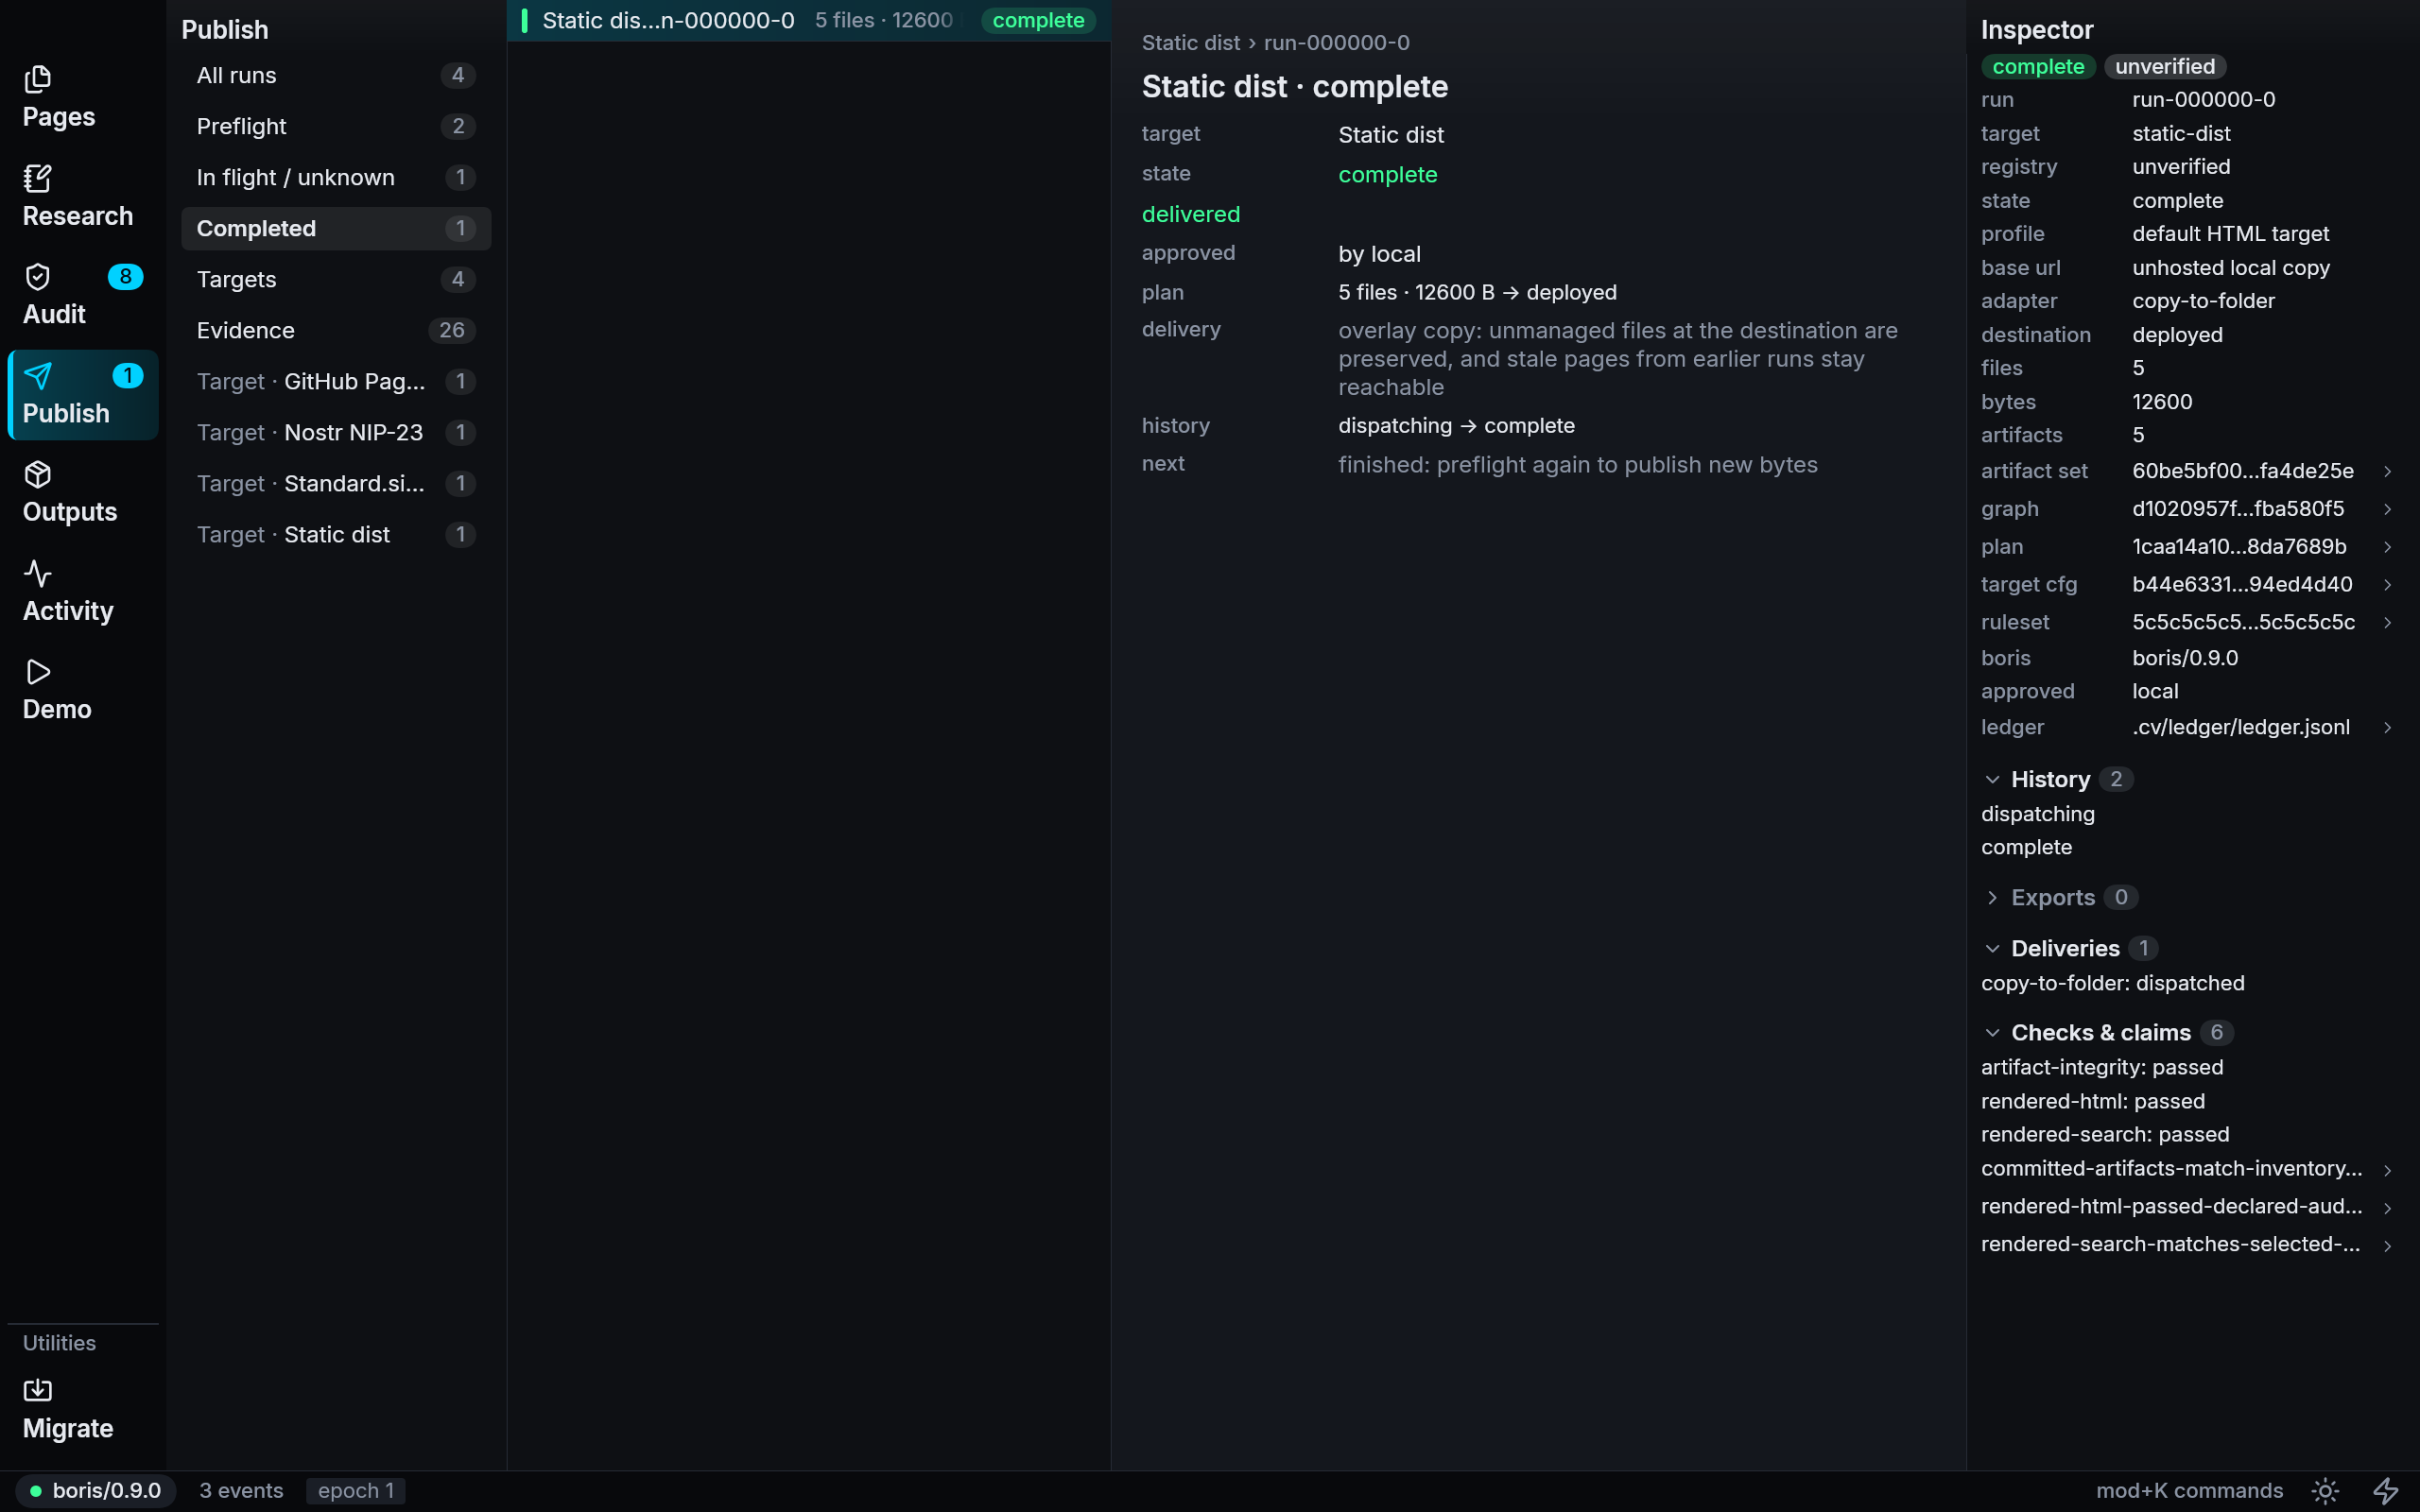 Pages
Research
8
Audit
1
Publish
Outputs
Activity
Demo
Utilities
Migrate
Publish
All runs 4
Preflight 2
In flight / unknown 1
Completed 1
Targets 4
Evidence 26
Target · GitHub Pag... 1
Target · Nostr NIP-23 1
Target · Standard.si... 1
Target · Static dist 1
Static dis...n-000000-0 5 files · 12600 complete
Static dist › run-000000-0
Static dist · complete
target Static dist
state complete
delivered
approved by local
plan 5 files · 12600 B → deployed
delivery overlay copy: unmanaged files at the destination are
preserved, and stale pages from earlier runs stay
reachable
history dispatching → complete
next finished: preflight again to publish new bytes
Inspector
complete unverified
run run-000000-0
target static-dist
registry unverified
state complete
profile default HTML target
base url unhosted local copy
adapter copy-to-folder
destination deployed
files 5
bytes 12600
artifacts 5
artifact set 60be5bf00...fa4de25e
graph d1020957f...fba580f5
plan 1caa14a10...8da7689b
target cfg b44e6331...94ed4d40
ruleset 5c5c5c5c5...5c5c5c5c
boris boris/0.9.0
approved local
ledger .cv/ledger/ledger.jsonl
History 2
dispatching
complete
Exports 0
Deliveries 1
copy-to-folder: dispatched
Checks & claims 6
artifact-integrity: passed
rendered-html: passed
rendered-search: passed
committed-artifacts-match-inventory...
rendered-html-passed-declared-aud...
rendered-search-matches-selected-...
boris/0.9.0 3 events epoch 1
mod+K commands